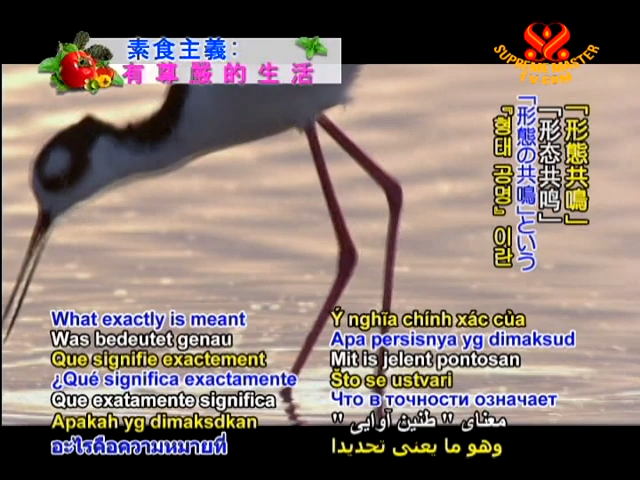 素食主義:
有尊嚴的生活
SUPREME MASTER
TV.COM
「形態共鳴」
「形态共鸣」
「形態の共鳴」という
『형태 공명』이란
What exactly is meant
Was bedeutet genau
Que signifie exactement
¿Qué significa exactamente
Que exatamente significa
Apakah yg dimaksdkan
อะไรคือความหมายที่
Ý nghĩa chính xác của
Apa persisnya yg dimaksud
Mit is jelent pontosan
Što se ustvari
Что в точности означает
معنای " طنین آوایی "
وهو ما يعنى تحديدا